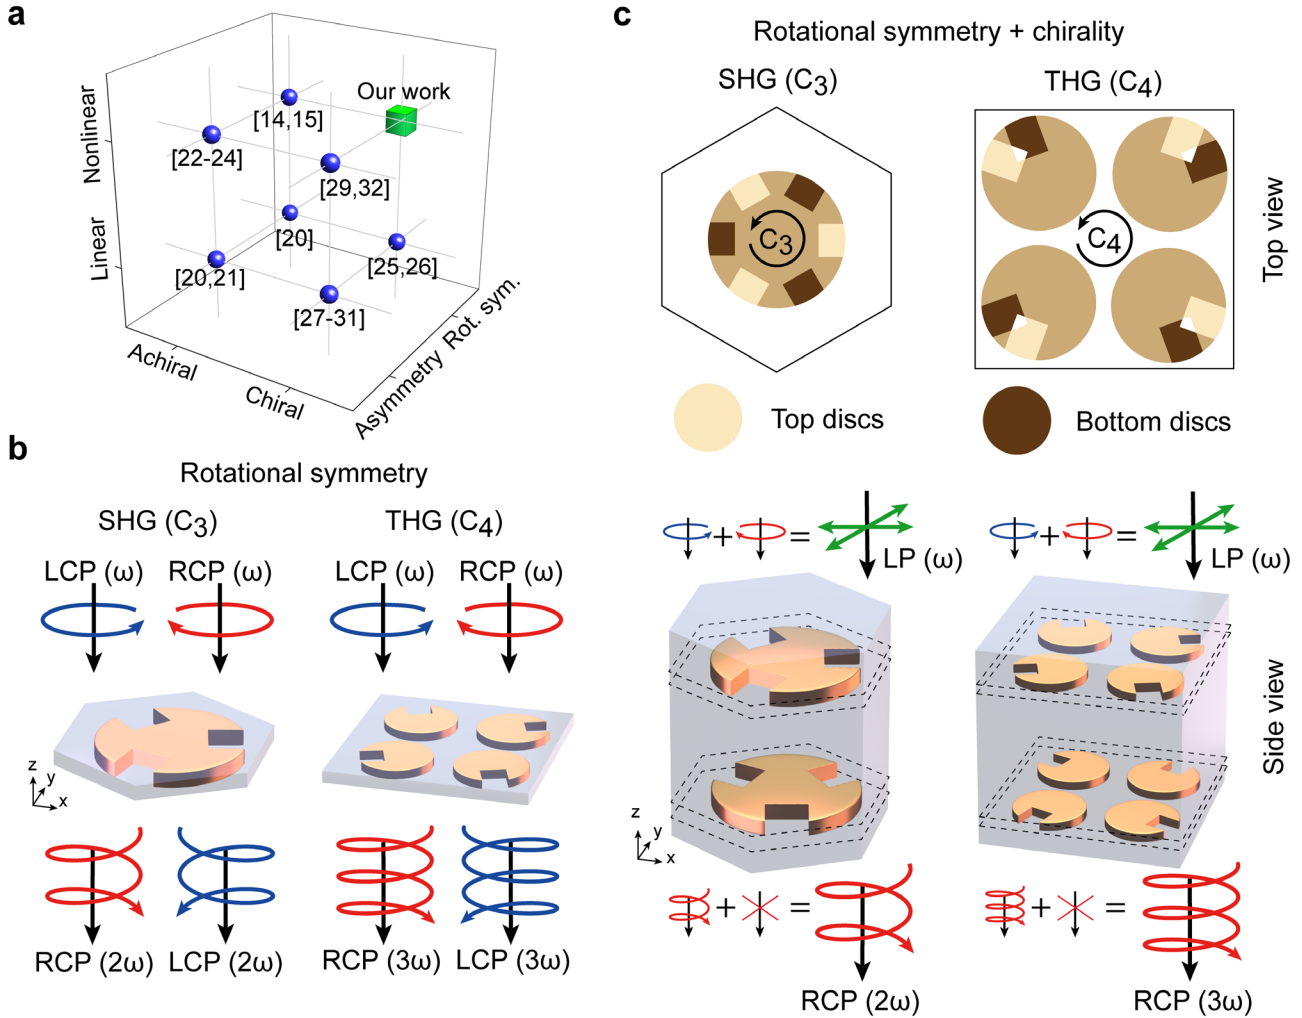 a
Nonlinear
Linear
Achiral
Chiral
Asymmetry
Rot. sym.
Our work
[14,15]
[22-24]
[29,32]
[20]
[20,21]
[25,26]
[27-31]
b
Rotational symmetry
SHG (C3)
THG (C4)
LCP (ω)
RCP (ω)
LCP (ω)
RCP (ω)
z
y
x
RCP (2ω)
LCP (2ω)
RCP (3ω)
LCP (3ω)
c
Rotational symmetry + chirality
SHG (C3)
THG (C4)
C3
C4
Top view
Top discs
Bottom discs
+ =
LP (ω)
+ =
LP (ω)
Side view
z
y
x
+ =
RCP (2ω)
+ =
RCP (3ω)